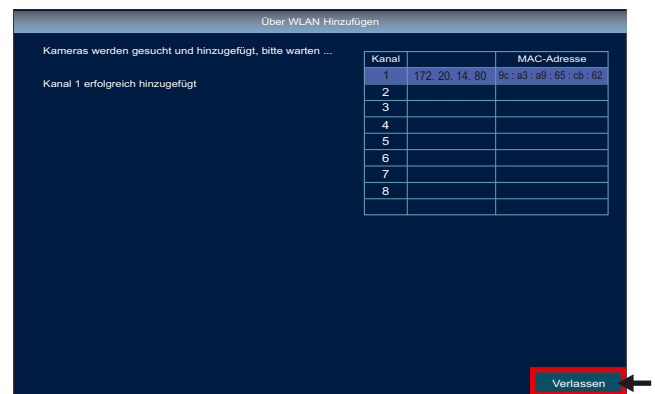 Über WLAN Hinzufügen
Kameras werden gesucht und hinzugefügt, bitte warten ...
Kanal 1 erfolgreich hinzugefügt
Kanal MAC-Adresse
1 172. 20. 14. 80 9c : a3 : a9 : 65 : cb : 62
2
3
4
5
6
7
8
Verlassen